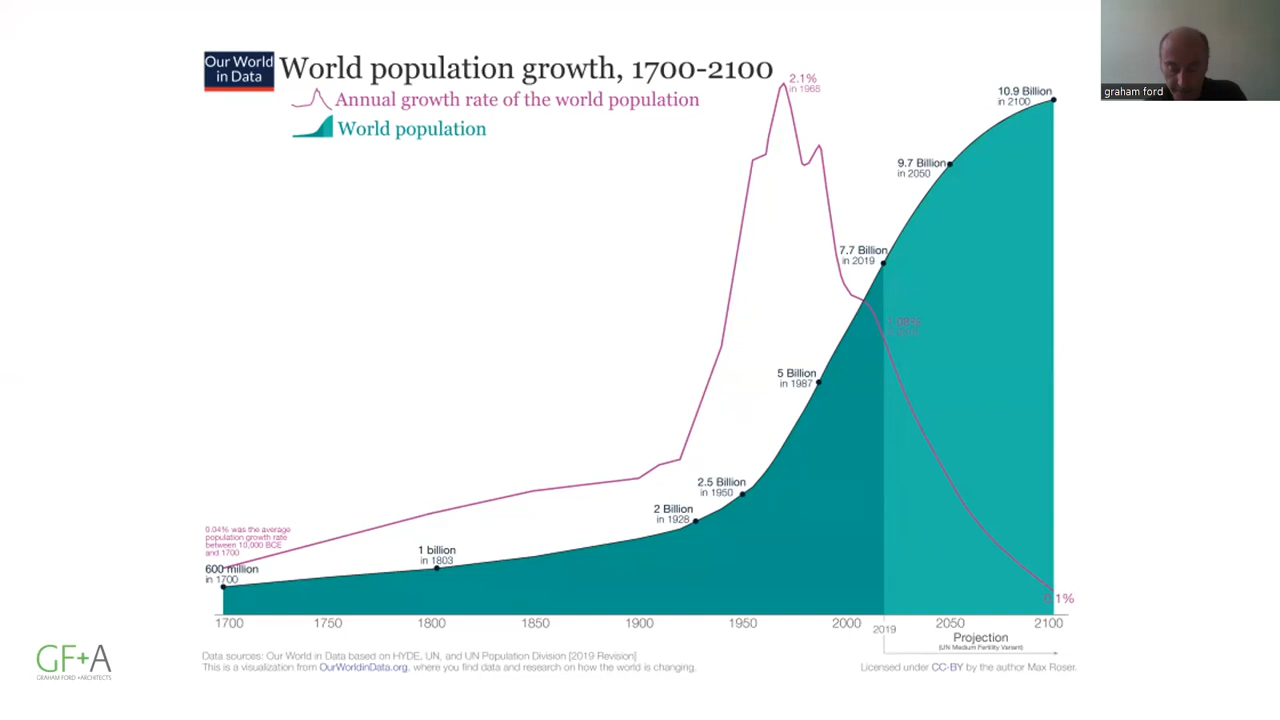 Our World
in Data
World population growth, 1700-2100
Annual growth rate of the world population
World population
2.1%
in 1968
10.9 Billion
in 2100
graham ford
9.7 Billion
in 2050
7.7 Billion
in 2019
1.08%
5 Billion
in 1987
2.5 Billion
in 1950
2 Billion
in 1928
1 billion
in 1803
0.04% was the average
population growth rate
between 10,000 BCE
and 1700
600 million
in 1700
0.1%
1700 1750 1800 1850 1900 1950 2000 2050 2100
2019
Projection
(UN Medium Fertility Variant)
GF+A
GRAHAM FORD +ARCHITECTS
Data sources: Our World in Data based on HYDE, UN, and UN Population Division [2019 Revision]
This is a visualization from OurWorldinData.org, where you find data and research on how the world is changing.
Licensed under CC-BY by the author Max Roser.